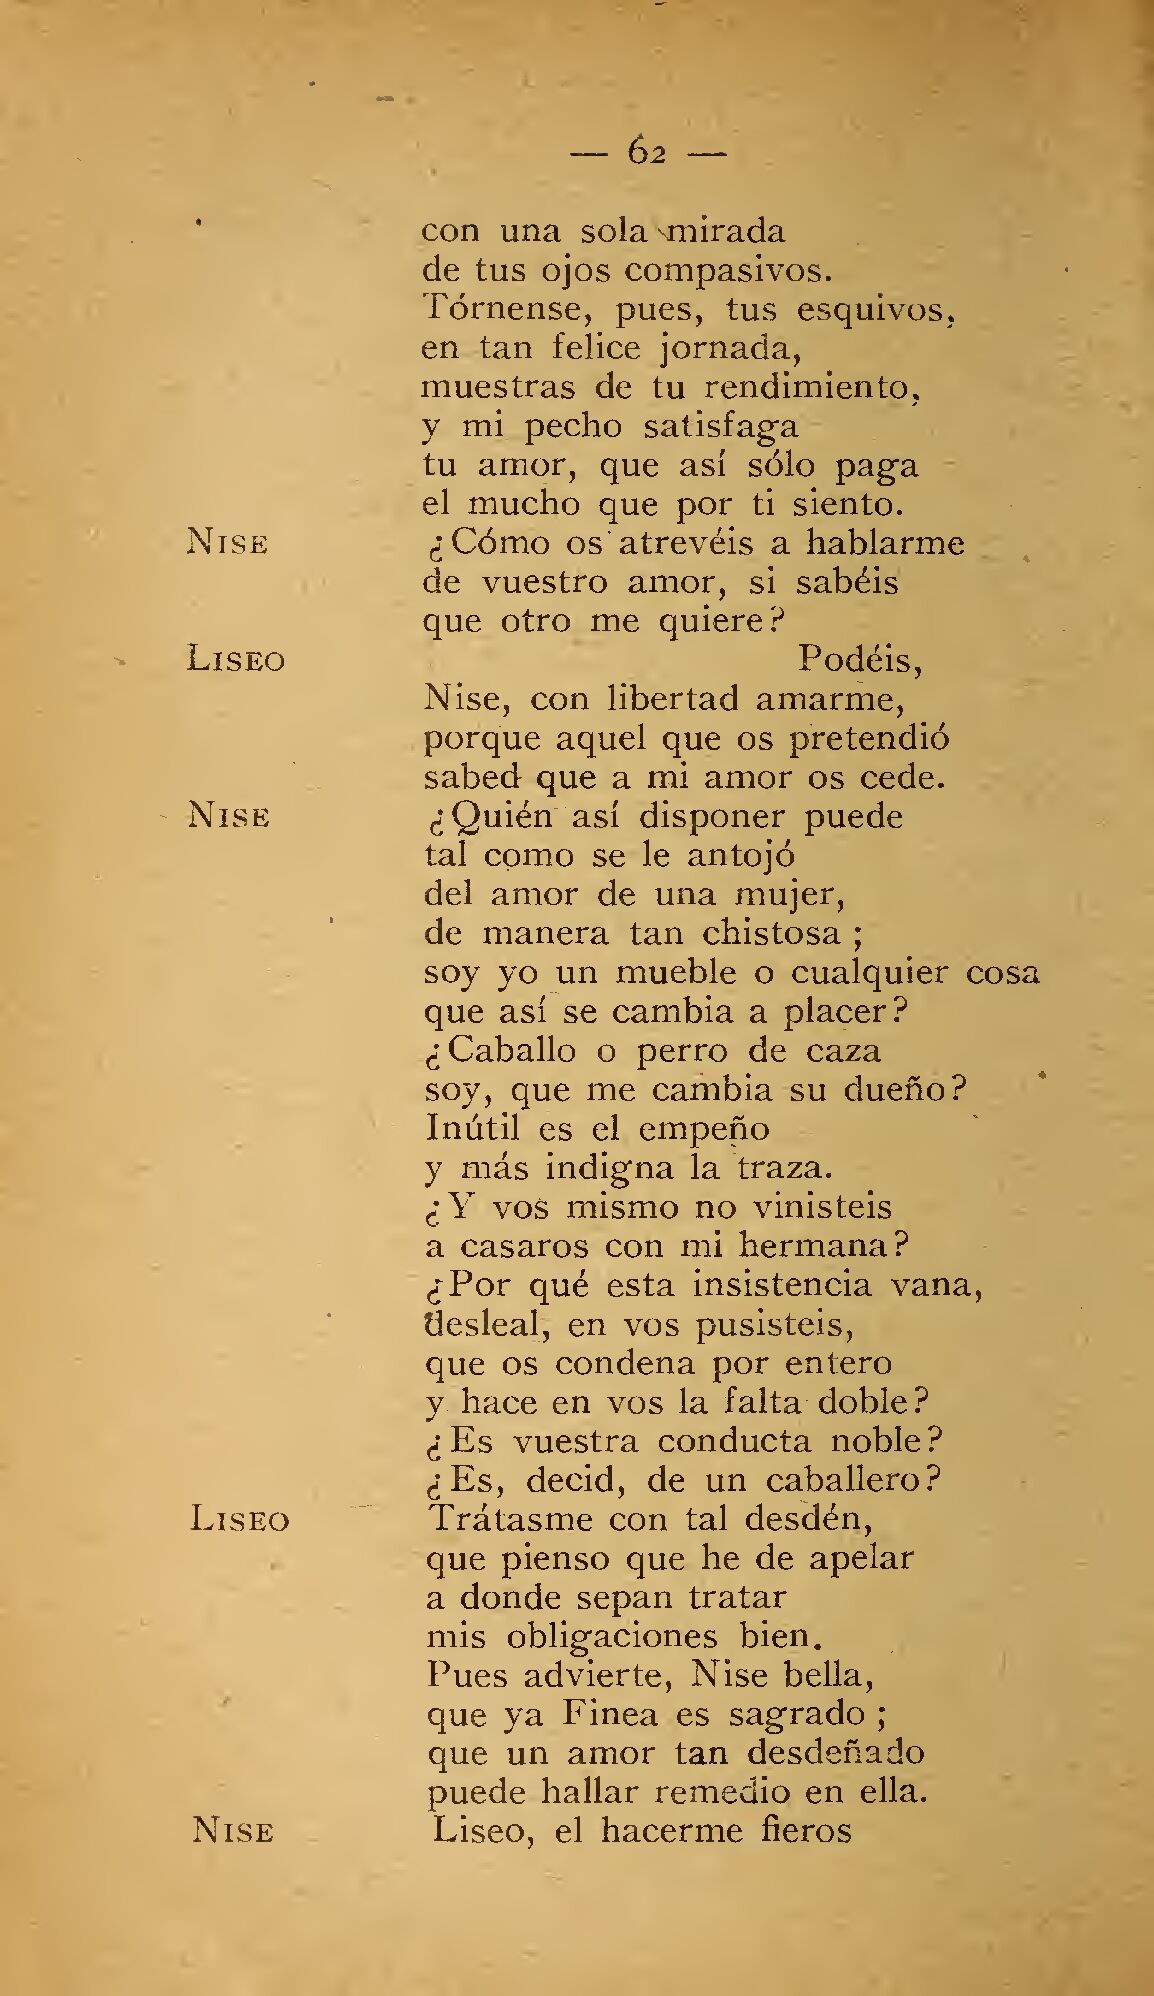 — 62 —
con una sola mirada
de tus ojos compasivos.
Tórnense, pues, tus esquivos,
en tan felice jornada,
muestras de tu rendimiento,
y mi pecho satisfaga
tu amor, que así sólo paga
el mucho que por ti siento.
NISE ¿Cómo os atrevéis a hablarme
de vuestro amor, si sabéis
que otro me quiere?
LISEO Podéis,
Nise, con libertad amarme,
porque aquel que os pretendió
sabed que a mi amor os cede.
NISE ¿Quién así disponer puede
tal como se le antojó
del amor de una mujer,
de manera tan chistosa ;
soy yo un mueble o cualquier cosa
que así se cambia a placer?
¿Caballo o perro de caza
soy, que me cambia su dueño?
Inútil es el empeño
y más indigna la traza.
¿Y vos mismo no vinisteis
a casaros con mi hermana?
¿Por qué esta insistencia vana,
desleal, en vos pusisteis,
que os condena por entero
y hace en vos la falta doble?
¿Es vuestra conducta noble?
¿Es, decid, de un caballero?
LISEO Trátasme con tal desdén,
que pienso que he de apelar
a donde sepan tratar
mis obligaciones bien.
Pues advierte, Nise bella,
que ya Finea es sagrado ;
que un amor tan desdeñado
puede hallar remedio en ella.
NISE Liseo, el hacerme fieros